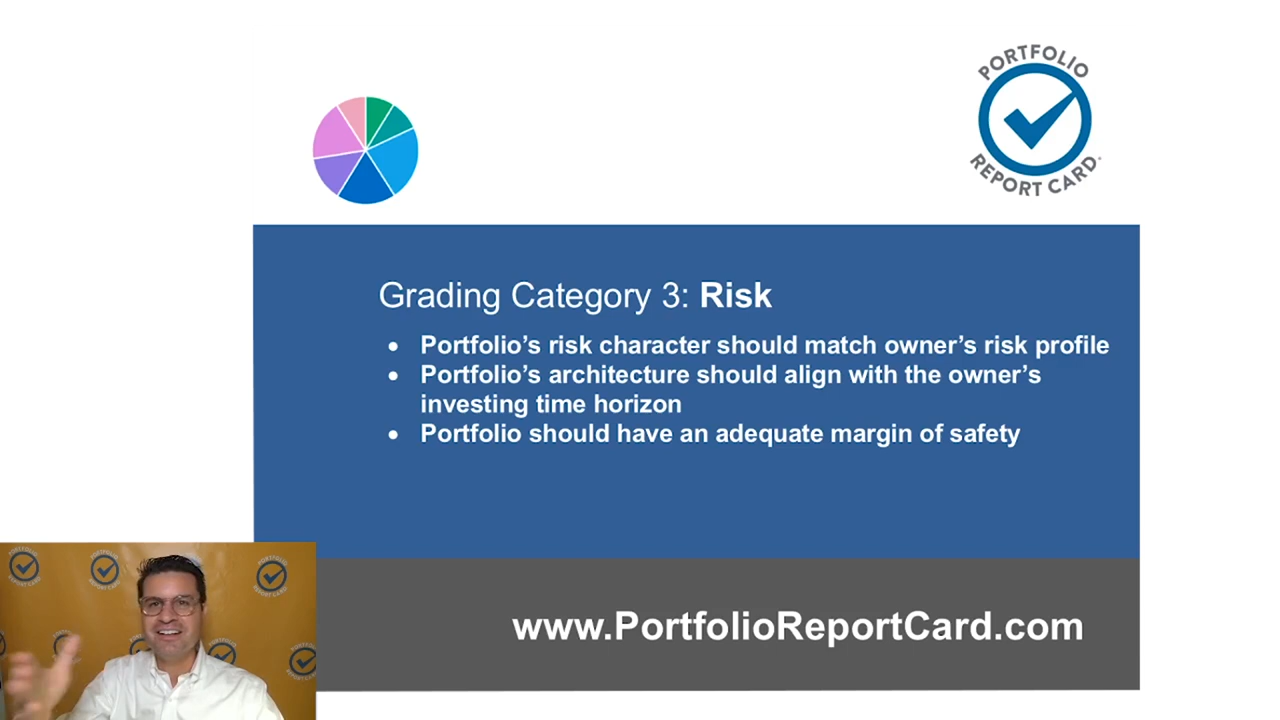 PORTFOLIO
REPORT CARD
Grading Category 3: Risk
• Portfolio’s risk character should match owner’s risk profile
• Portfolio’s architecture should align with the owner’s
investing time horizon
• Portfolio should have an adequate margin of safety
www.PortfolioReportCard.com